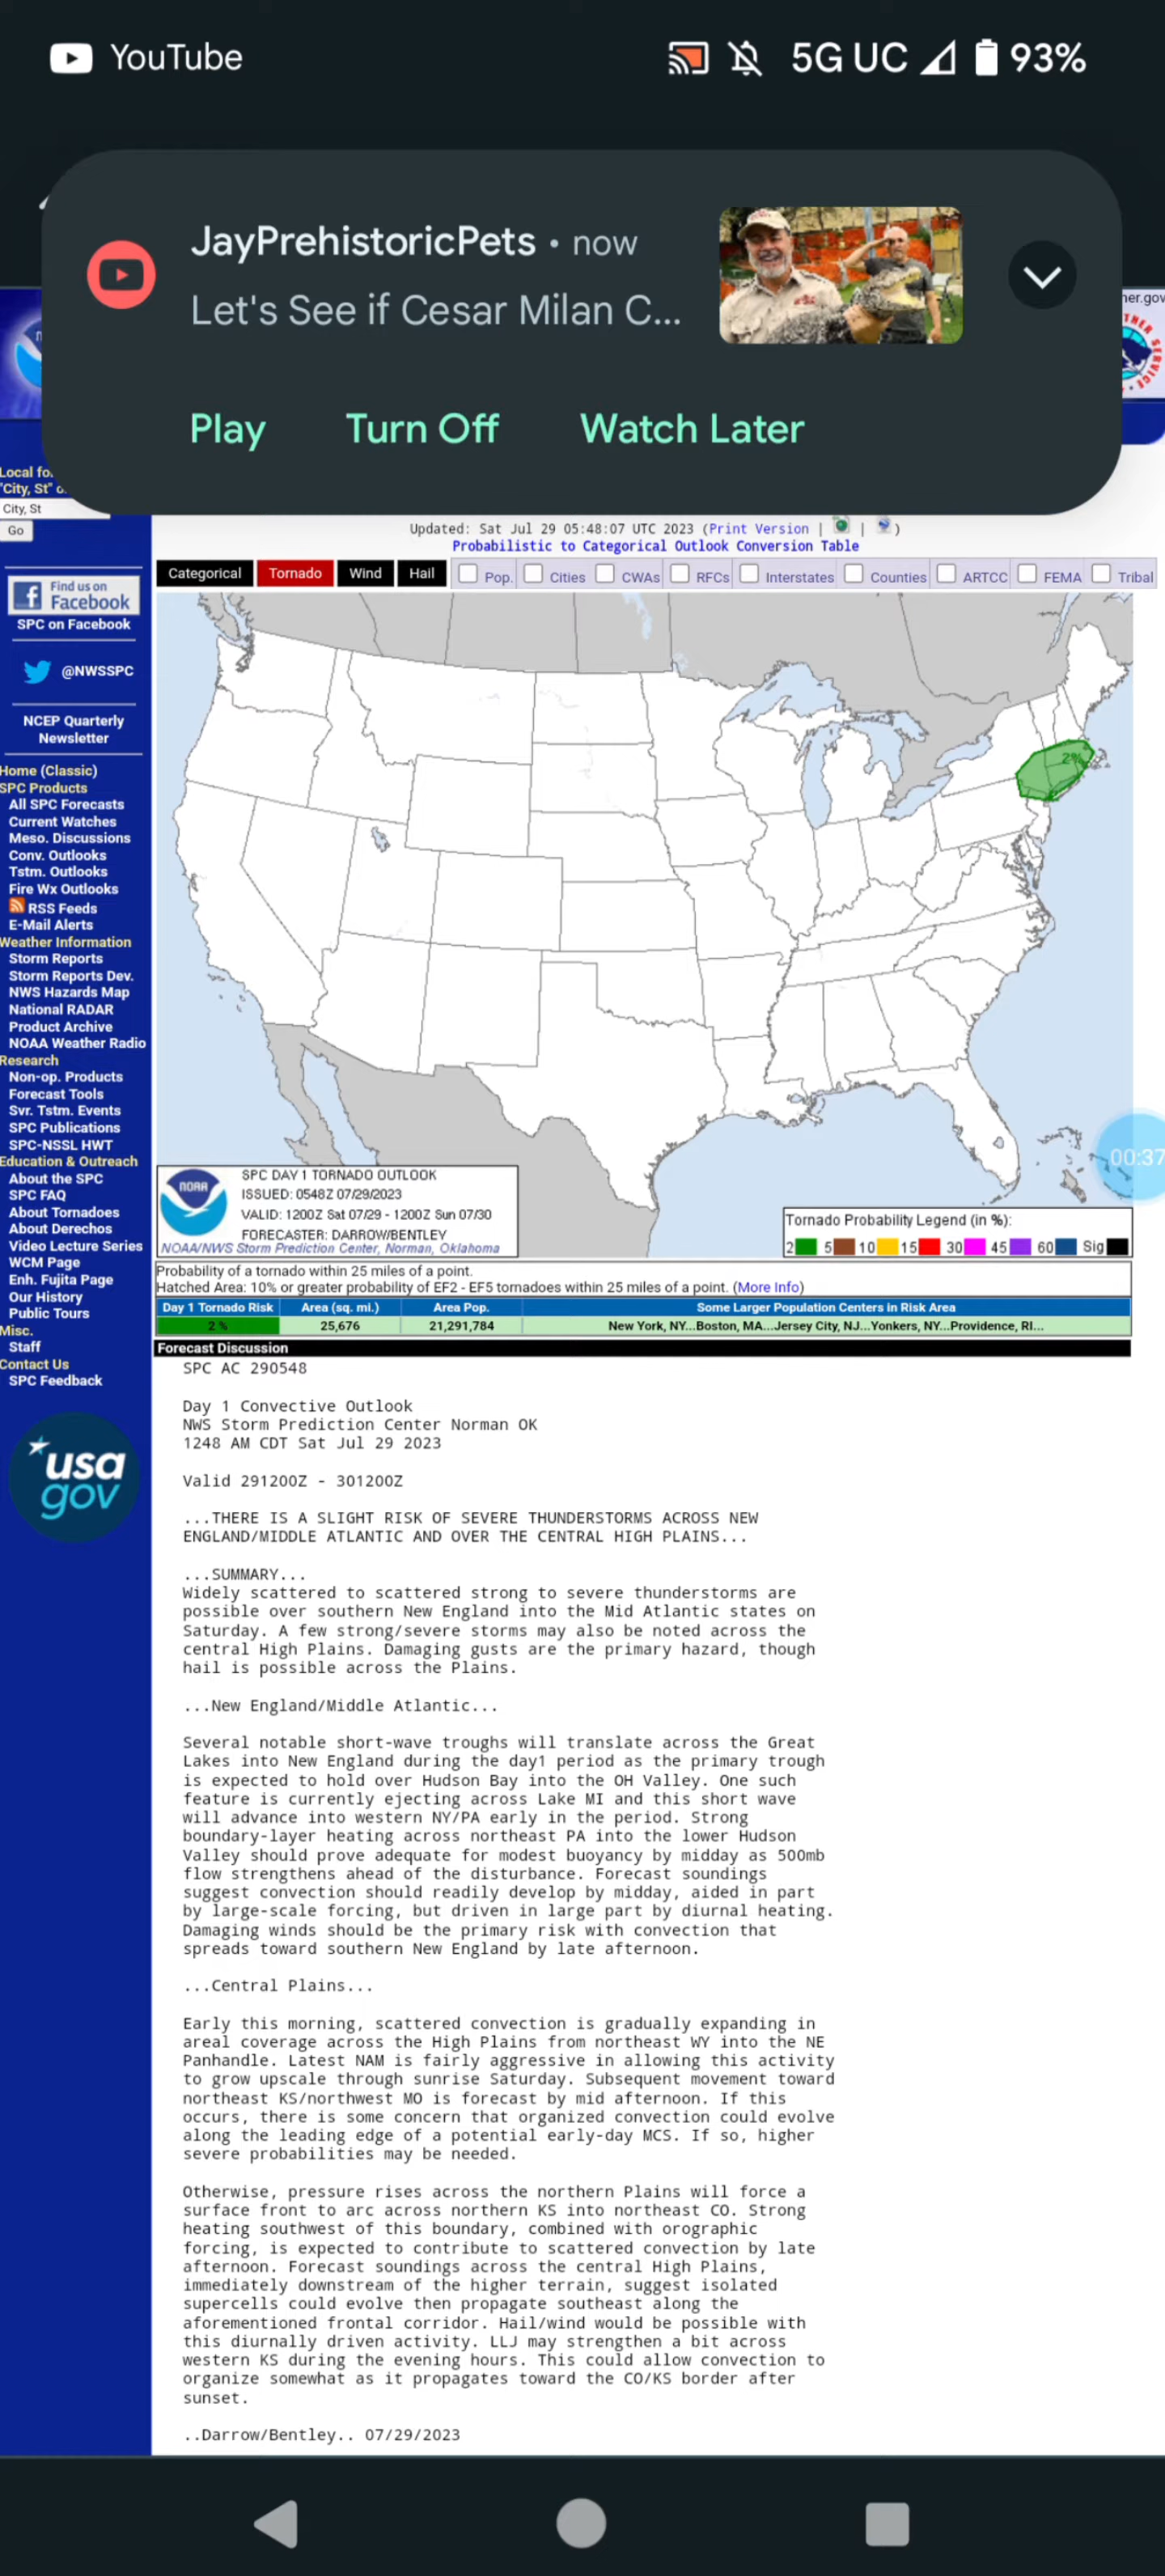 YouTube 5G UC 93%
JayPrehistoricPets • now
Let's See if Cesar Milan C...
Play Turn Off Watch Later
her.gov
THER SERVICE
Local fo
"City, St" o
City, St
Go
Find us on
Facebook
SPC on Facebook
@NWSSPC
NCEP Quarterly
Newsletter
Home (Classic)
SPC Products
All SPC Forecasts
Current Watches
Meso. Discussions
Conv. Outlooks
Tstm. Outlooks
Fire Wx Outlooks
RSS Feeds
E-Mail Alerts
Weather Information
Storm Reports
Storm Reports Dev.
NWS Hazards Map
National RADAR
Product Archive
NOAA Weather Radio
Research
Non-op. Products
Forecast Tools
Svr. Tstm. Events
SPC Publications
SPC-NSSL HWT
Education & Outreach
About the SPC
SPC FAQ
About Tornadoes
About Derechos
Video Lecture Series
WCM Page
Enh. Fujita Page
Our History
Public Tours
Misc.
Staff
Contact Us
SPC Feedback
usa
gov
Updated: Sat Jul 29 05:48:07 UTC 2023 (Print Version | | )
Probabilistic to Categorical Outlook Conversion Table
Categorical Tornado Wind Hail Pop. Cities CWAs RFCs Interstates Counties ARTCC FEMA Tribal
2%
00:37
NOAA
SPC DAY 1 TORNADO OUTLOOK
ISSUED: 0548Z 07/29/2023
VALID: 1200Z Sat 07/29 - 1200Z Sun 07/30
FORECASTER: DARROW/BENTLEY
NOAA/NWS Storm Prediction Center, Norman, Oklahoma
Tornado Probability Legend (in %):
2 5 10 15 30 45 60 Sig
Probability of a tornado within 25 miles of a point.
Hatched Area: 10% or greater probability of EF2 - EF5 tornadoes within 25 miles of a point. (More Info)
Day 1 Tornado Risk Area (sq. mi.) Area Pop. Some Larger Population Centers in Risk Area
2 % 25,676 21,291,784 New York, NY...Boston, MA...Jersey City, NJ...Yonkers, NY...Providence, RI...
Forecast Discussion
SPC AC 290548
Day 1 Convective Outlook
NWS Storm Prediction Center Norman OK
1248 AM CDT Sat Jul 29 2023
Valid 291200Z - 301200Z
...THERE IS A SLIGHT RISK OF SEVERE THUNDERSTORMS ACROSS NEW
ENGLAND/MIDDLE ATLANTIC AND OVER THE CENTRAL HIGH PLAINS...
...SUMMARY...
Widely scattered to scattered strong to severe thunderstorms are
possible over southern New England into the Mid Atlantic states on
Saturday. A few strong/severe storms may also be noted across the
central High Plains. Damaging gusts are the primary hazard, though
hail is possible across the Plains.
...New England/Middle Atlantic...
Several notable short-wave troughs will translate across the Great
Lakes into New England during the day1 period as the primary trough
is expected to hold over Hudson Bay into the OH Valley. One such
feature is currently ejecting across Lake MI and this short wave
will advance into western NY/PA early in the period. Strong
boundary-layer heating across northeast PA into the lower Hudson
Valley should prove adequate for modest buoyancy by midday as 500mb
flow strengthens ahead of the disturbance. Forecast soundings
suggest convection should readily develop by midday, aided in part
by large-scale forcing, but driven in large part by diurnal heating.
Damaging winds should be the primary risk with convection that
spreads toward southern New England by late afternoon.
...Central Plains...
Early this morning, scattered convection is gradually expanding in
areal coverage across the High Plains from northeast WY into the NE
Panhandle. Latest NAM is fairly aggressive in allowing this activity
to grow upscale through sunrise Saturday. Subsequent movement toward
northeast KS/northwest MO is forecast by mid afternoon. If this
occurs, there is some concern that organized convection could evolve
along the leading edge of a potential early-day MCS. If so, higher
severe probabilities may be needed.
Otherwise, pressure rises across the northern Plains will force a
surface front to arc across northern KS into northeast CO. Strong
heating southwest of this boundary, combined with orographic
forcing, is expected to contribute to scattered convection by late
afternoon. Forecast soundings across the central High Plains,
immediately downstream of the higher terrain, suggest isolated
supercells could evolve then propagate southeast along the
aforementioned frontal corridor. Hail/wind would be possible with
this diurnally driven activity. LLJ may strengthen a bit across
western KS during the evening hours. This could allow convection to
organize somewhat as it propagates toward the CO/KS border after
sunset.
..Darrow/Bentley.. 07/29/2023